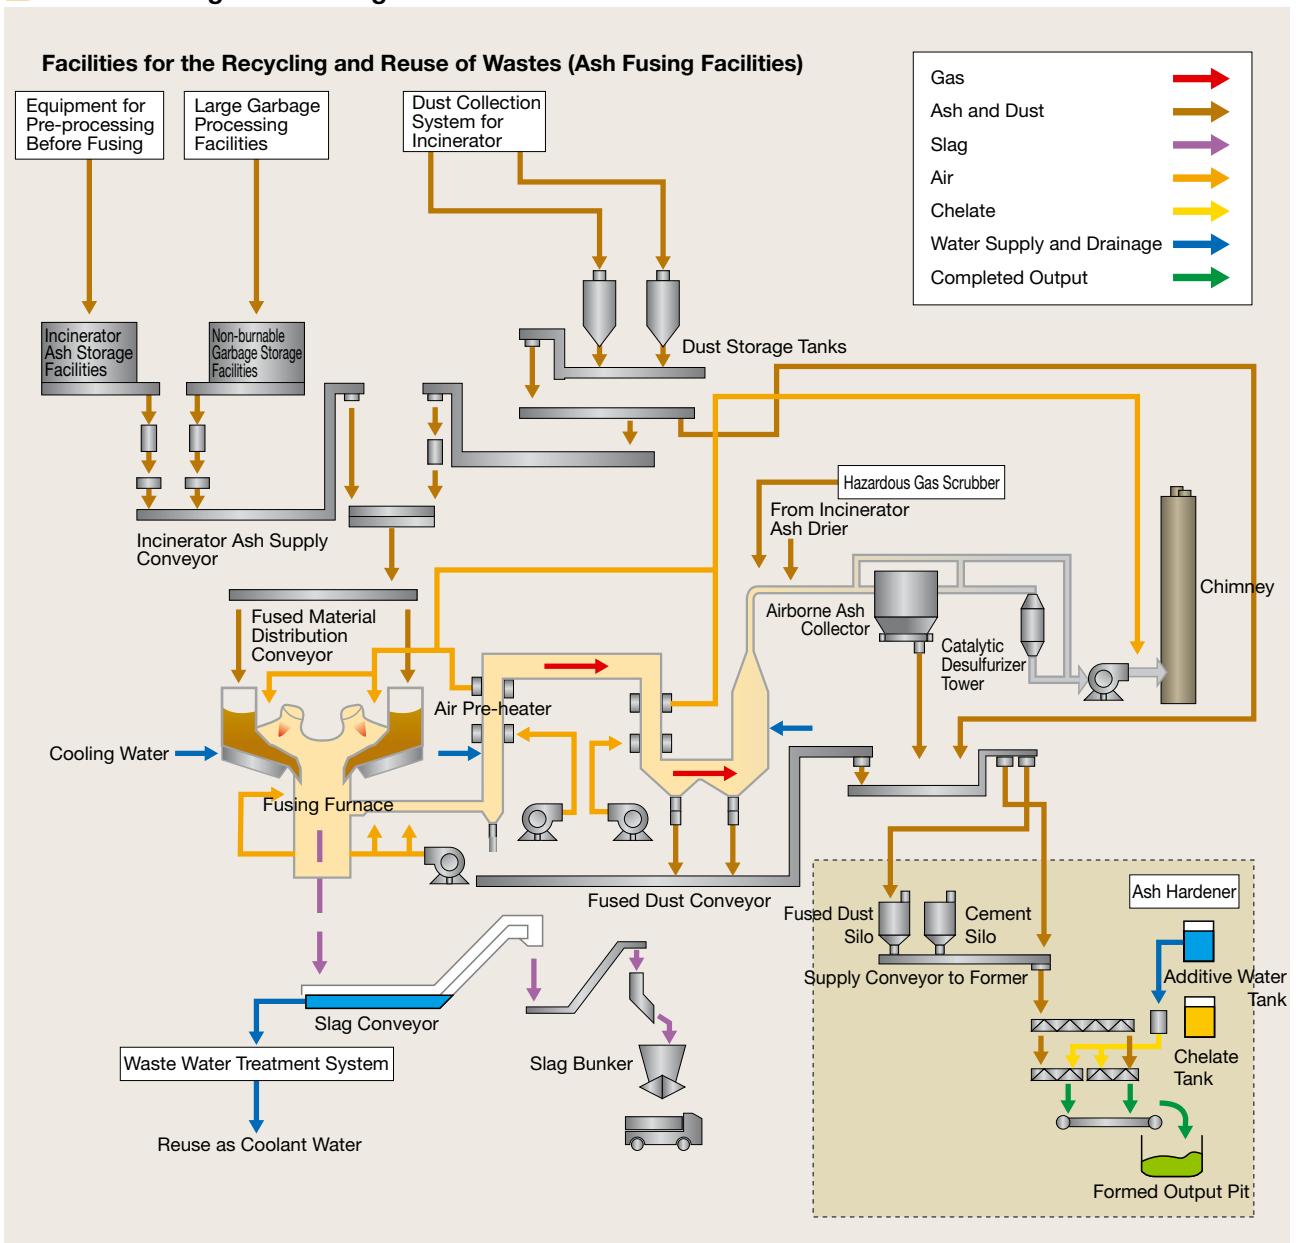 Facilities for the Recycling and Reuse of Wastes (Ash Fusing Facilities)
Equipment for
Pre-processing
Before Fusing
Large Garbage
Processing
Facilities
Dust Collection
System for
Incinerator
Gas
Ash and Dust
Slag
Air
Chelate
Water Supply and Drainage
Completed Output
Incinerator
Ash Storage
Facilities
Non-burnable
Garbage Storage
Facilities
Dust Storage Tanks
Hazardous Gas Scrubber
From Incinerator
Ash Drier
Incinerator Ash Supply
Conveyor
Chimney
Airborne Ash
Collector
Fused Material
Distribution
Conveyor
Catalytic
Desulfurizer
Tower
Air Pre-heater
Cooling Water
Fusing Furnace
Fused Dust Conveyor
Ash Hardener
Fused Dust
Silo
Cement
Silo
Supply Conveyor to Former
Additive Water
Tank
Slag Conveyor
Chelate
Tank
Waste Water Treatment System
Slag Bunker
Reuse as Coolant Water
Formed Output Pit